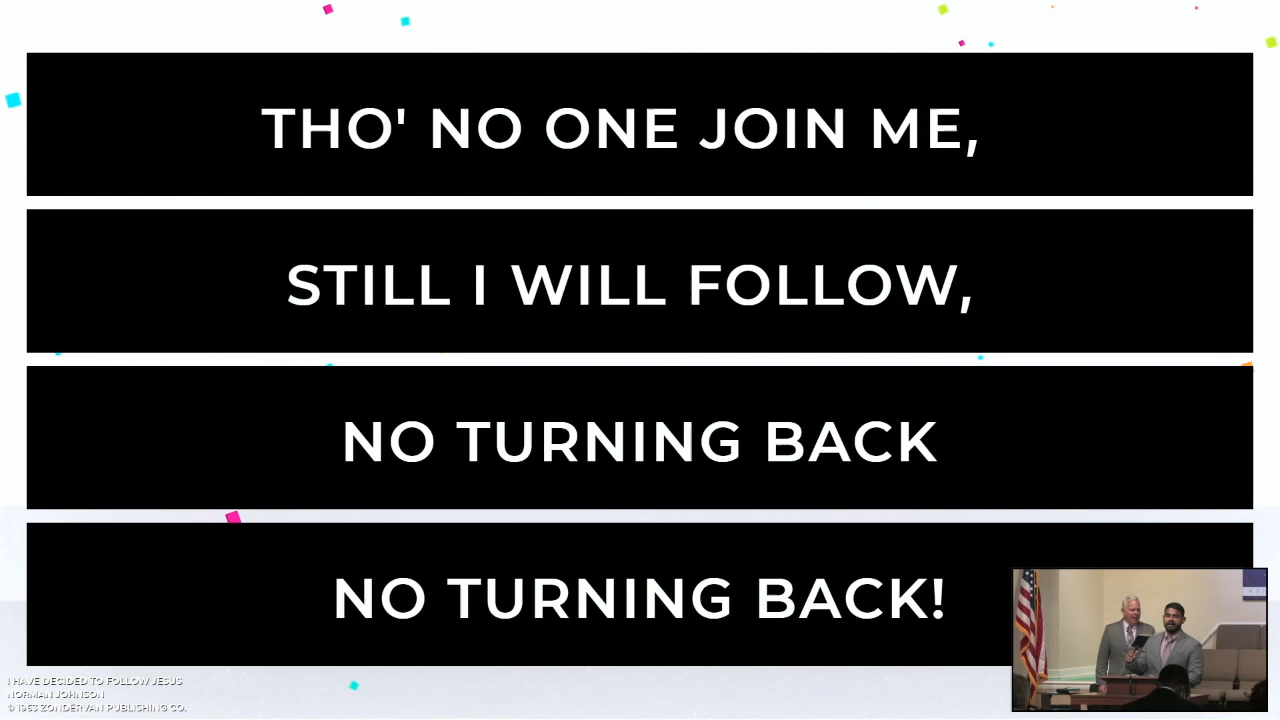 THO' NO ONE JOIN ME,
STILL I WILL FOLLOW,
NO TURNING BACK
NO TURNING BACK!
I HAVE DECIDED TO FOLLOW JESUS
NORMAN JOHNSON
© 1963 ZONDERVAN PUBLISHING CO.